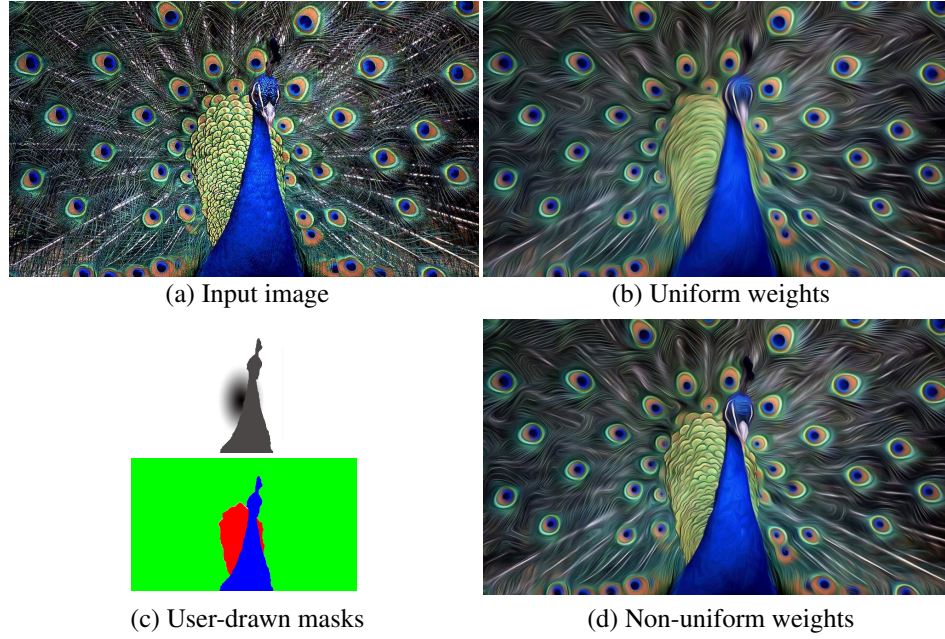 (a) Input image
(b) Uniform weights
(c) User-drawn masks
(d) Non-uniform weights